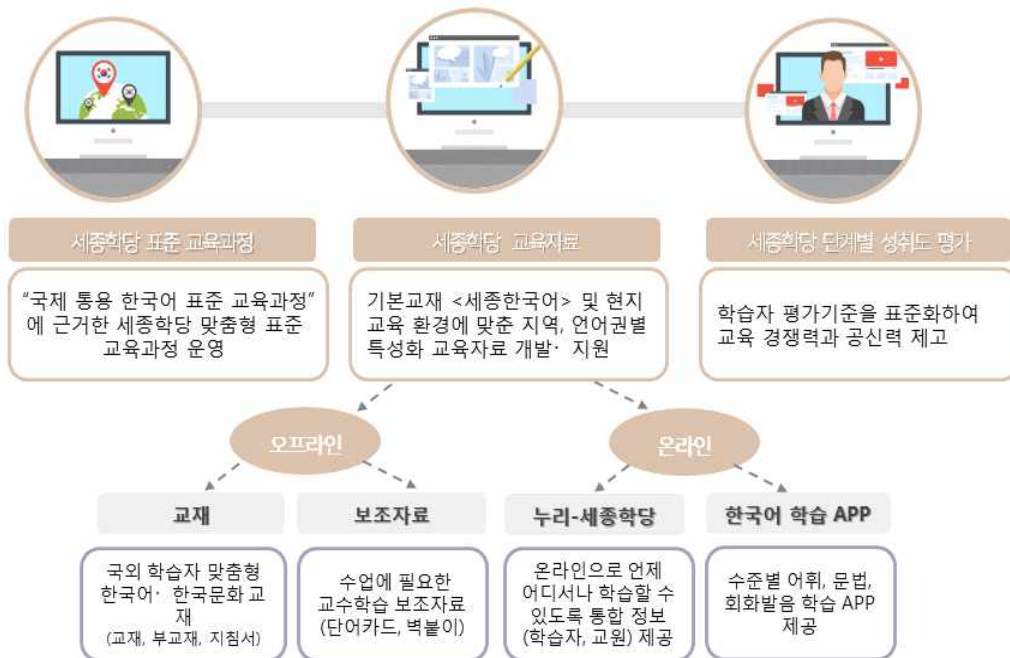 세종학당 표준 교육과정
"국제 통용 한국어 표준 교육과정"
에 근거한 세종학당 맞춤형 표준
교육과정 운영
세종학당 교육자료
기본교재 <세종한국어> 및 현지
교육 환경에 맞춘 지역, 언어권별
특성화 교육자료 개발· 지원
세종학당 단계별 성취도 평가
학습자 평가기준을 표준화하여
교육 경쟁력과 공신력 제고
오프라인
온라인
교재
국외 학습자 맞춤형
한국어· 한국문화 교
재
(교재, 부교재, 지침서)
보조자료
수업에 필요한
교수학습 보조자료
(단어카드, 벽붙이)
누리-세종학당
온라인으로 언제
어디서나 학습할 수
있도록 통합 정보
(학습자, 교원) 제공
한국어 학습 APP
수준별 어휘, 문법,
회화발음 학습 APP
제공